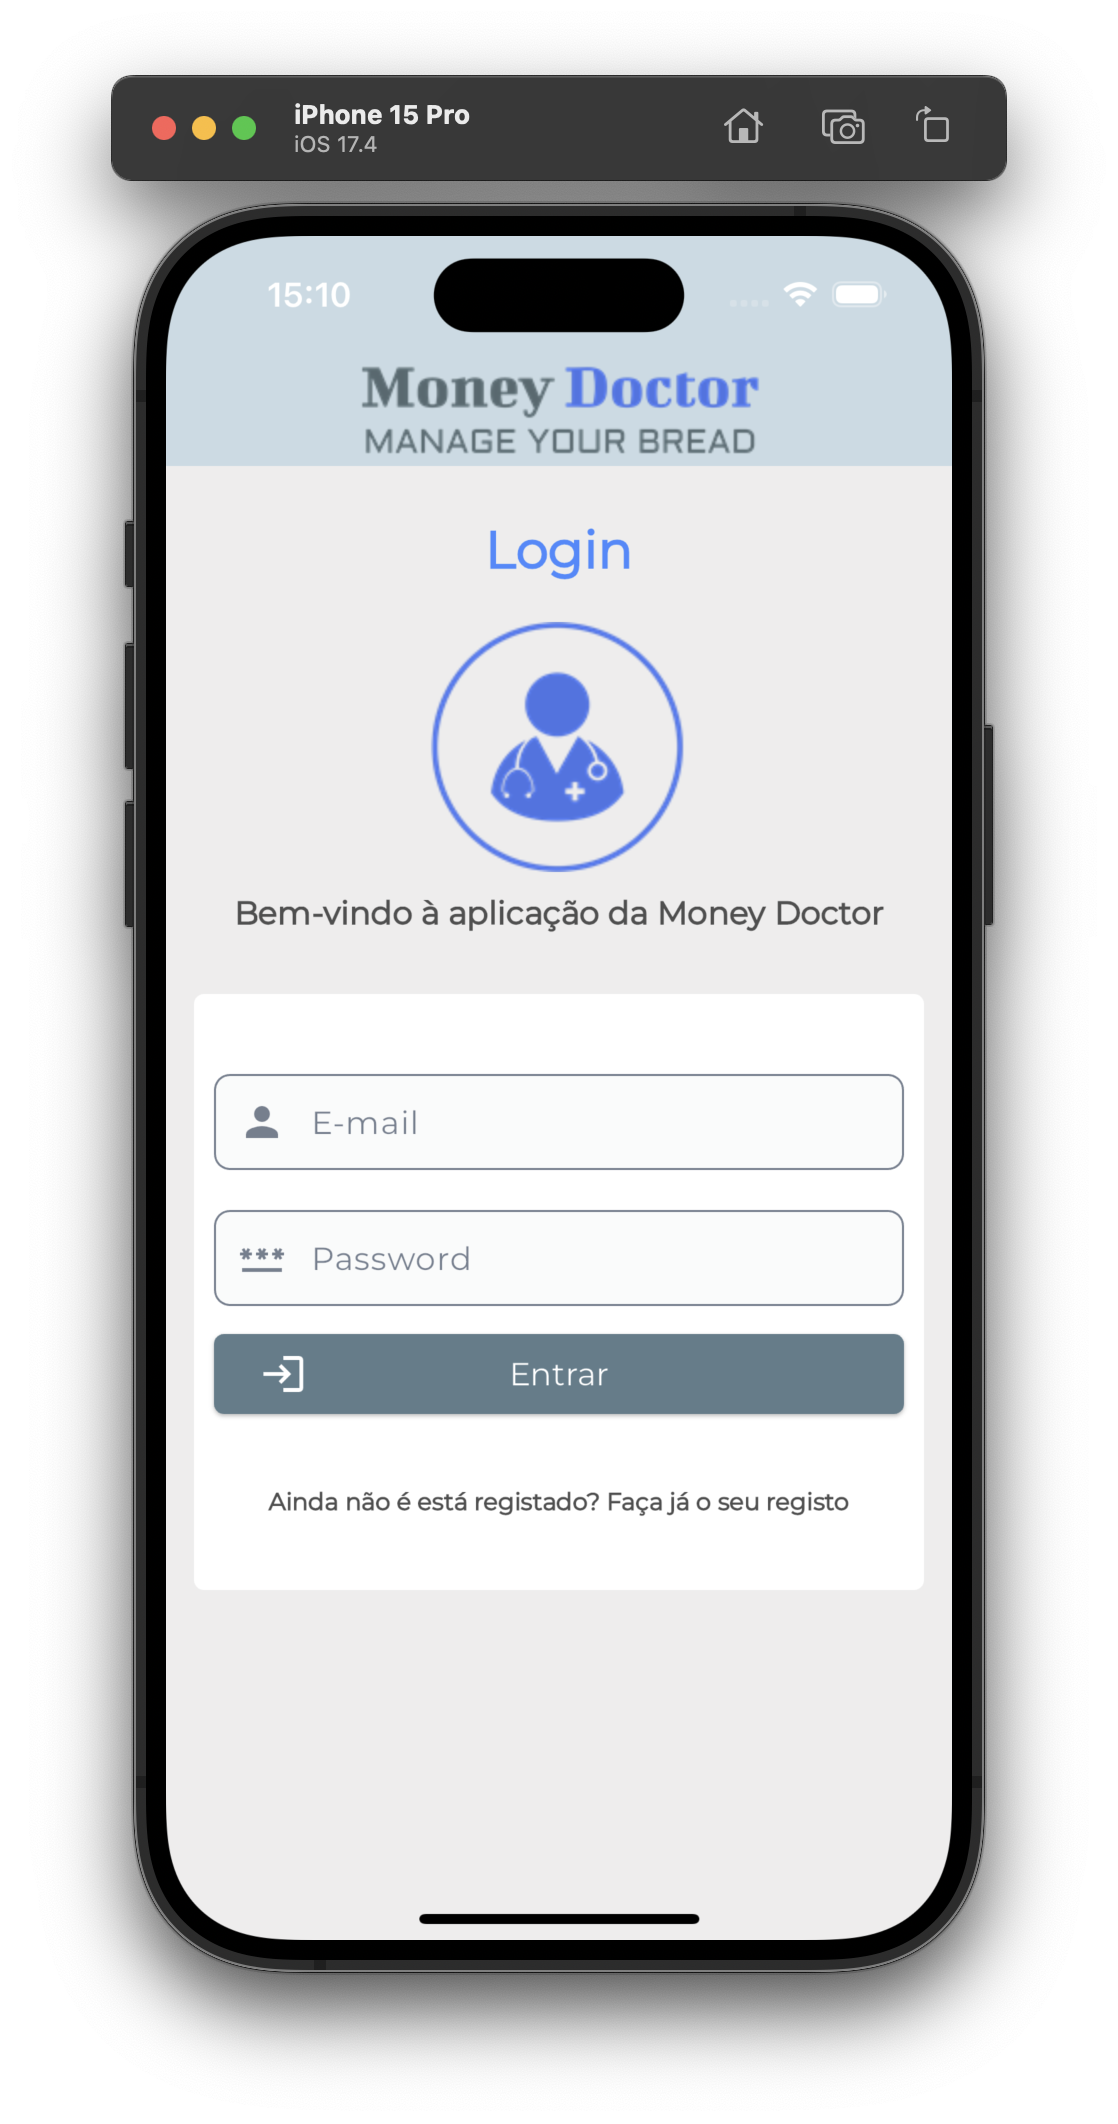 iPhone 15 Pro
iOS 17.4
15:10
Money Doctor
MANAGE YOUR BREAD
Login
Bem-vindo à aplicação da Money Doctor
E-mail
Password
Entrar
Ainda não é está registado? Faça já o seu registo